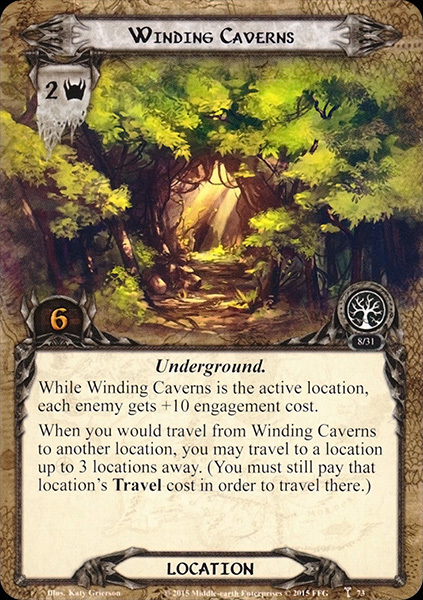 Winding Caverns
2
6
8/31
Underground.
While Winding Caverns is the active location,
each enemy gets +10 engagement cost.
When you would travel from Winding Caverns
to another location, you may travel to a location
up to 3 locations away. (You must still pay that
location's Travel cost in order to travel there.)
LOCATION
Illus. Katy Grierson © 2015 Middle-earth Enterprises © 2015 FFG 73